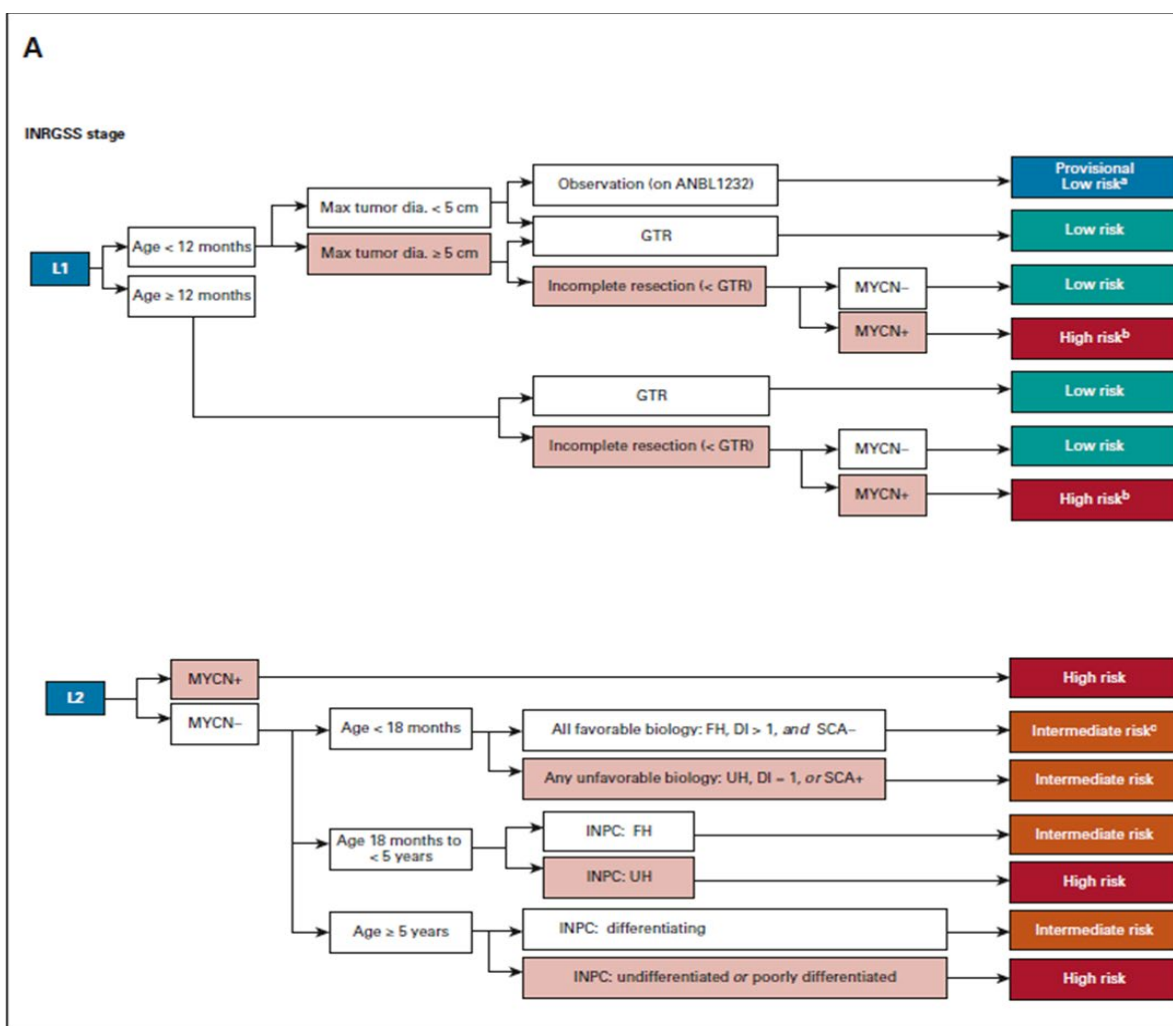 A
INRGSS stage
L1
Age < 12 months
Age ≥ 12 months
Max tumor dia. < 5 cm
Max tumor dia. ≥ 5 cm
Observation (on ANBL1232)
GTR
Incomplete resection (< GTR)
MYCN–
MYCN+
Provisional
Low riskᵃ
Low risk
Low risk
High riskᵇ
GTR
Incomplete resection (< GTR)
MYCN–
MYCN+
Low risk
Low risk
High riskᵇ
L2
MYCN+
MYCN–
High risk
Age < 18 months
All favorable biology: FH, DI > 1, and SCA–
Intermediate riskᶜ
Any unfavorable biology: UH, DI = 1, or SCA+
Intermediate risk
Age 18 months to
< 5 years
INPC: FH
Intermediate risk
INPC: UH
High risk
Age ≥ 5 years
INPC: differentiating
Intermediate risk
INPC: undifferentiated or poorly differentiated
High risk